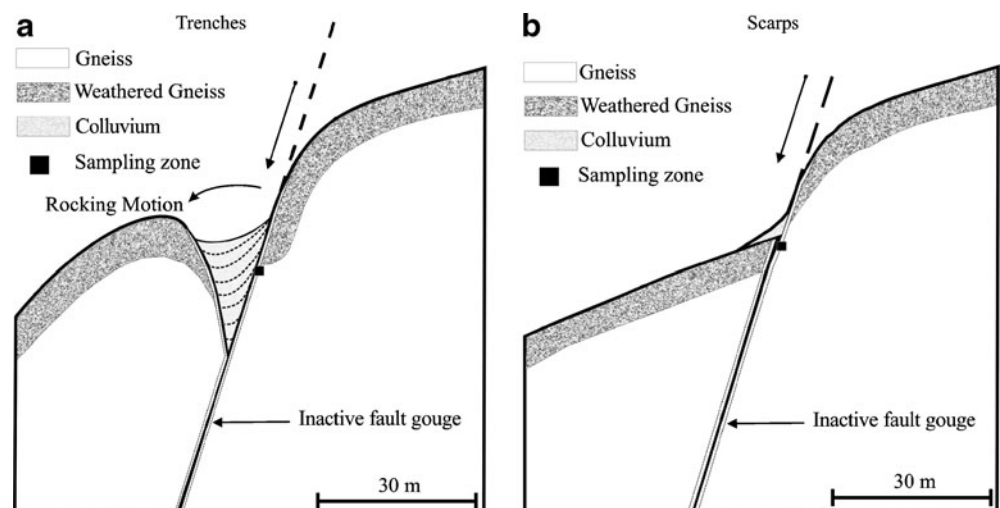 a
Trenches
Gneiss
Weathered Gneiss
Colluvium
Sampling zone
Rocking Motion
Inactive fault gouge
30 m
b
Scarps
Gneiss
Weathered Gneiss
Colluvium
Sampling zone
Inactive fault gouge
30 m